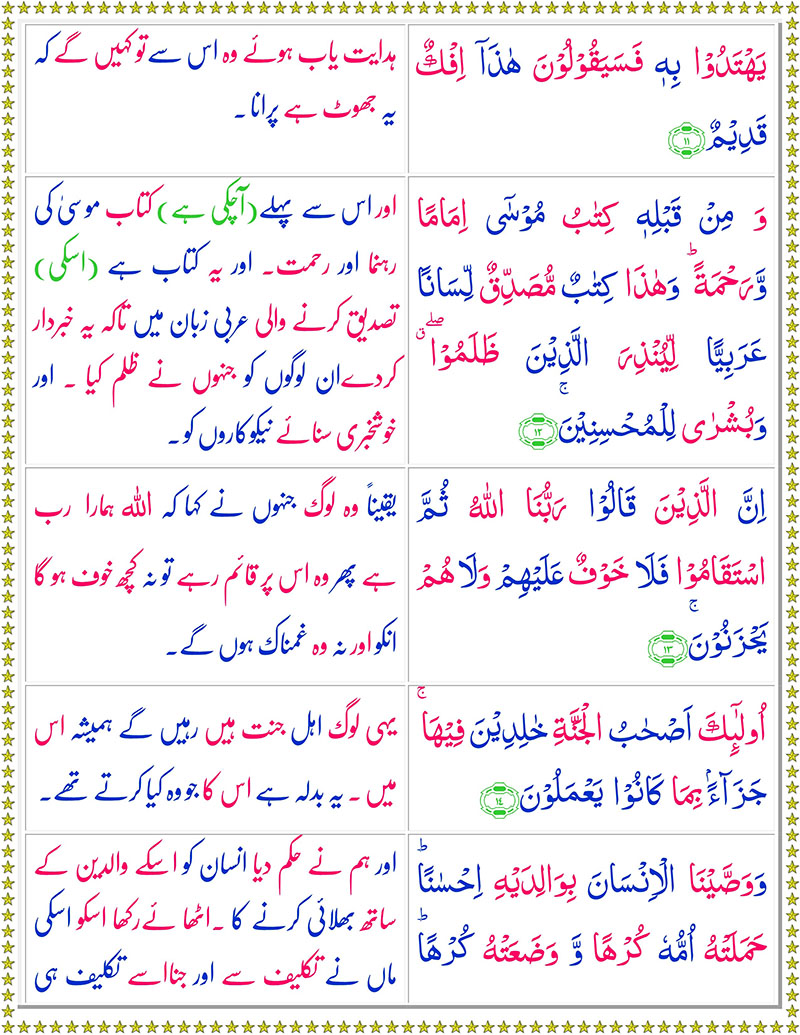 يَهْتَدُوْا بِهٖ فَسَيَقُوْلُوْنَ هٰذَاۤ اِفْكٌ
قَدِيْمٌ ﴿١١﴾
ہدایت یاب ہوئے وہ اس سے تو کہیں گے کہ
یہ جھوٹ ہے پرانا۔
وَ مِنْ قَبْلِهٖ كِتٰبُ مُوْسٰٓى اِمَامًا
وَّرَحْمَةً ؕ وَهٰذَا كِتٰبٌ مُّصَدِّقٌ لِّسَانًا
عَرَبِيًّا لِّيُنْذِرَ الَّذِيْنَ ظَلَمُوْا ۖۗ
وَبُشْرٰى لِلْمُحْسِنِيْنَ ۚ ﴿١٢﴾
اور اس سے پہلے (آچکی ہے) کتاب موسیٰ کی
رہنما اور رحمت۔ اور یہ کتاب ہے (اسکی)
تصدیق کرنے والی عربی زبان میں تاکہ یہ خبردار
کردے ان لوگوں کو جنہوں نے ظلم کیا ۔ اور
خوشخبری سنائے نیکوکاروں کو۔
اِنَّ الَّذِيْنَ قَالُوْا رَبُّنَا اللّٰهُ ثُمَّ
اسْتَقَامُوْا فَلَا خَوْفٌ عَلَيْهِمْ وَلَا هُمْ
يَحْزَنُوْنَ ۚ ﴿١٣﴾
یقیناً وہ لوگ جنہوں نے کہا کہ اللہ ہمارا رب
ہے پھر وہ اس پر قائم رہے تو نہ کچھ خوف ہو گا
انکو اور نہ وہ غمناک ہوں گے۔
اُولٰٓئِكَ اَصْحٰبُ الْجَنَّةِ خٰلِدِيْنَ فِيْهَا ۚ
جَزَآءًۢ بِمَا كَانُوْا يَعْمَلُوْنَ ﴿١٤﴾
یہی لوگ اہل جنت ہیں رہیں گے ہمیشہ اس
میں ۔ یہ بدلہ ہے اس کا جو وہ کیا کرتے تھے۔
وَوَصَّيْنَا الْاِنْسَانَ بِوَالِدَيْهِ اِحْسٰنًا ؕ
حَمَلَتْهُ اُمُّهٗ كُرْهًا وَّ وَضَعَتْهُ كُرْهًا ؕ
اور ہم نے حکم دیا انسان کو اسکے والدین کے
ساتھ بھلائی کرنے کا ۔ اٹھائے رکھا اسکو اسکی
ماں نے تکلیف سے اور جنا اسے تکلیف ہی